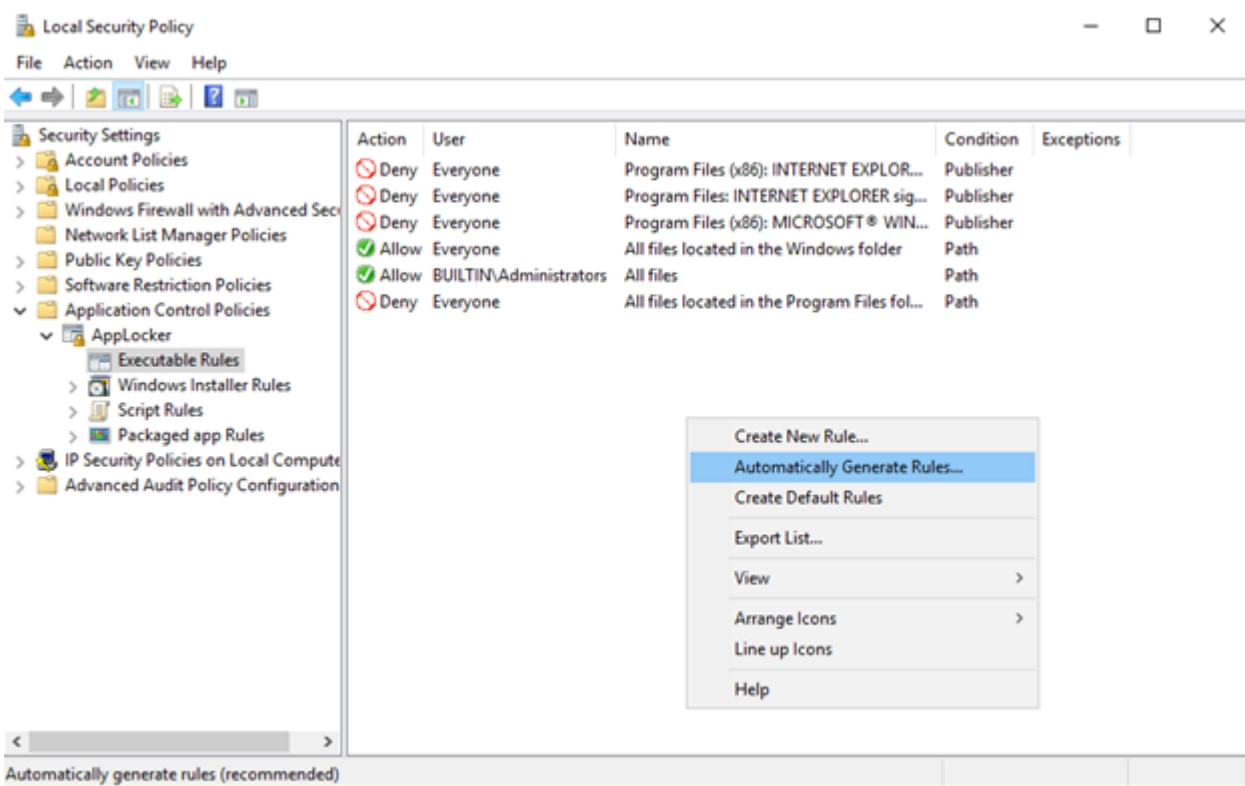 Local Security Policy
File Action View Help
Security Settings
Account Policies
Local Policies
Windows Firewall with Advanced Secu
Network List Manager Policies
Public Key Policies
Software Restriction Policies
Application Control Policies
AppLocker
Executable Rules
Windows Installer Rules
Script Rules
Packaged app Rules
IP Security Policies on Local Compute
Advanced Audit Policy Configuration
Action User Name Condition Exceptions
Deny Everyone Program Files (x86): INTERNET EXPLOR... Publisher
Deny Everyone Program Files: INTERNET EXPLORER sig... Publisher
Deny Everyone Program Files (x86): MICROSOFT® WIN... Publisher
Allow Everyone All files located in the Windows folder Path
Allow BUILTIN\Administrators All files Path
Deny Everyone All files located in the Program Files fol... Path
Create New Rule...
Automatically Generate Rules...
Create Default Rules
Export List...
View
Arrange Icons
Line up Icons
Help
Automatically generate rules (recommended)